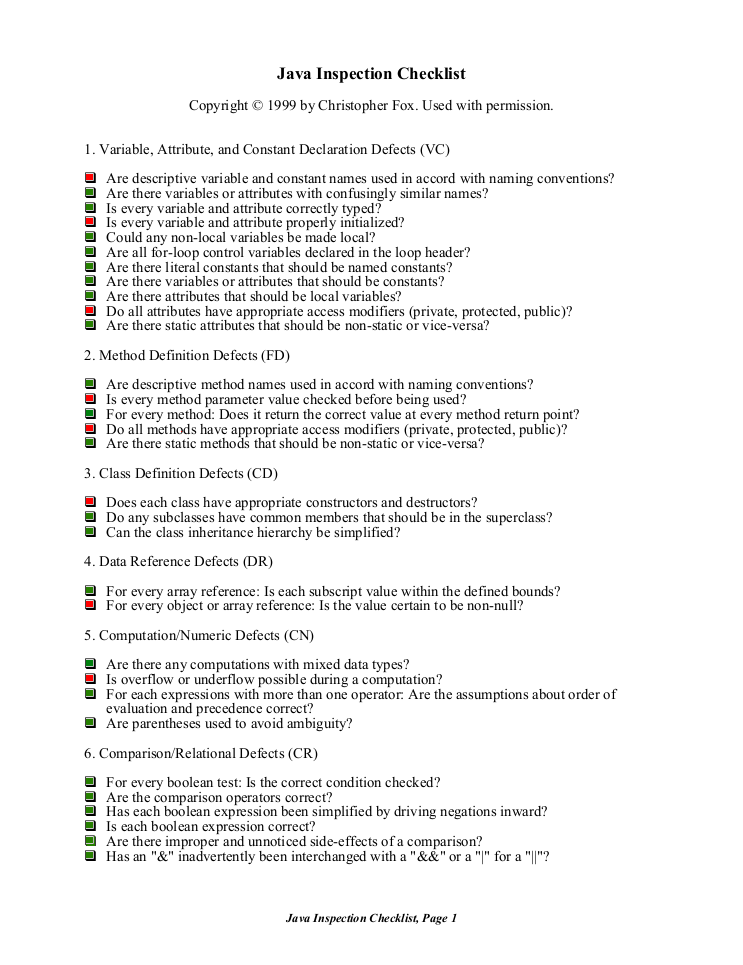 Java Inspection Checklist
Copyright © 1999 by Christopher Fox. Used with permission.
1. Variable, Attribute, and Constant Declaration Defects (VC)
Are descriptive variable and constant names used in accord with naming conventions?
Are there variables or attributes with confusingly similar names?
Is every variable and attribute correctly typed?
Is every variable and attribute properly initialized?
Could any non-local variables be made local?
Are all for-loop control variables declared in the loop header?
Are there literal constants that should be named constants?
Are there variables or attributes that should be constants?
Are there attributes that should be local variables?
Do all attributes have appropriate access modifiers (private, protected, public)?
Are there static attributes that should be non-static or vice-versa?
2. Method Definition Defects (FD)
Are descriptive method names used in accord with naming conventions?
Is every method parameter value checked before being used?
For every method: Does it return the correct value at every method return point?
Do all methods have appropriate access modifiers (private, protected, public)?
Are there static methods that should be non-static or vice-versa?
3. Class Definition Defects (CD)
Does each class have appropriate constructors and destructors?
Do any subclasses have common members that should be in the superclass?
Can the class inheritance hierarchy be simplified?
4. Data Reference Defects (DR)
For every array reference: Is each subscript value within the defined bounds?
For every object or array reference: Is the value certain to be non-null?
5. Computation/Numeric Defects (CN)
Are there any computations with mixed data types?
Is overflow or underflow possible during a computation?
For each expressions with more than one operator: Are the assumptions about order of
evaluation and precedence correct?
Are parentheses used to avoid ambiguity?
6. Comparison/Relational Defects (CR)
For every boolean test: Is the correct condition checked?
Are the comparison operators correct?
Has each boolean expression been simplified by driving negations inward?
Is each boolean expression correct?
Are there improper and unnoticed side-effects of a comparison?
Has an "&" inadvertently been interchanged with a "&&" or a "|" for a "||"?
Java Inspection Checklist, Page 1